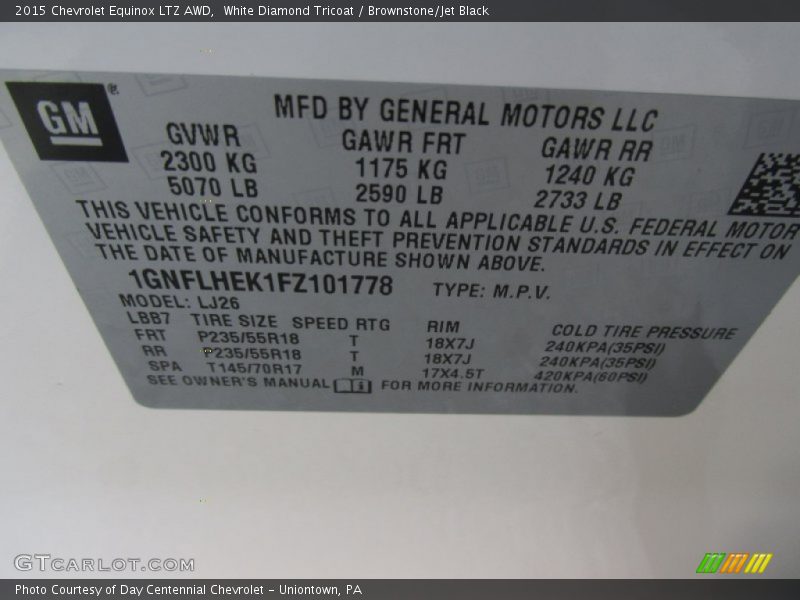 2015 Chevrolet Equinox LTZ AWD,  White Diamond Tricoat / Brownstone/Jet Black
GM®
MFD BY GENERAL MOTORS LLC
GVWR GAWR FRT GAWR RR
2300 KG 1175 KG 1240 KG
5070 LB 2590 LB 2733 LB
THIS VEHICLE CONFORMS TO ALL APPLICABLE U.S. FEDERAL MOTOR
VEHICLE SAFETY AND THEFT PREVENTION STANDARDS IN EFFECT ON
THE DATE OF MANUFACTURE SHOWN ABOVE.
1GNFLHEK1FZ101778 TYPE: M.P.V.
MODEL: LJ26
LBB7 TIRE SIZE SPEED RTG RIM COLD TIRE PRESSURE
FRT P235/55R18 T 18X7J 240KPA(35PSI)
RR P235/55R18 T 18X7J 240KPA(35PSI)
SPA T145/70R17 M 17X4.5T 420KPA(60PSI)
SEE OWNER'S MANUAL FOR MORE INFORMATION.
GTCARLOT.COM
Photo Courtesy of Day Centennial Chevrolet - Uniontown, PA